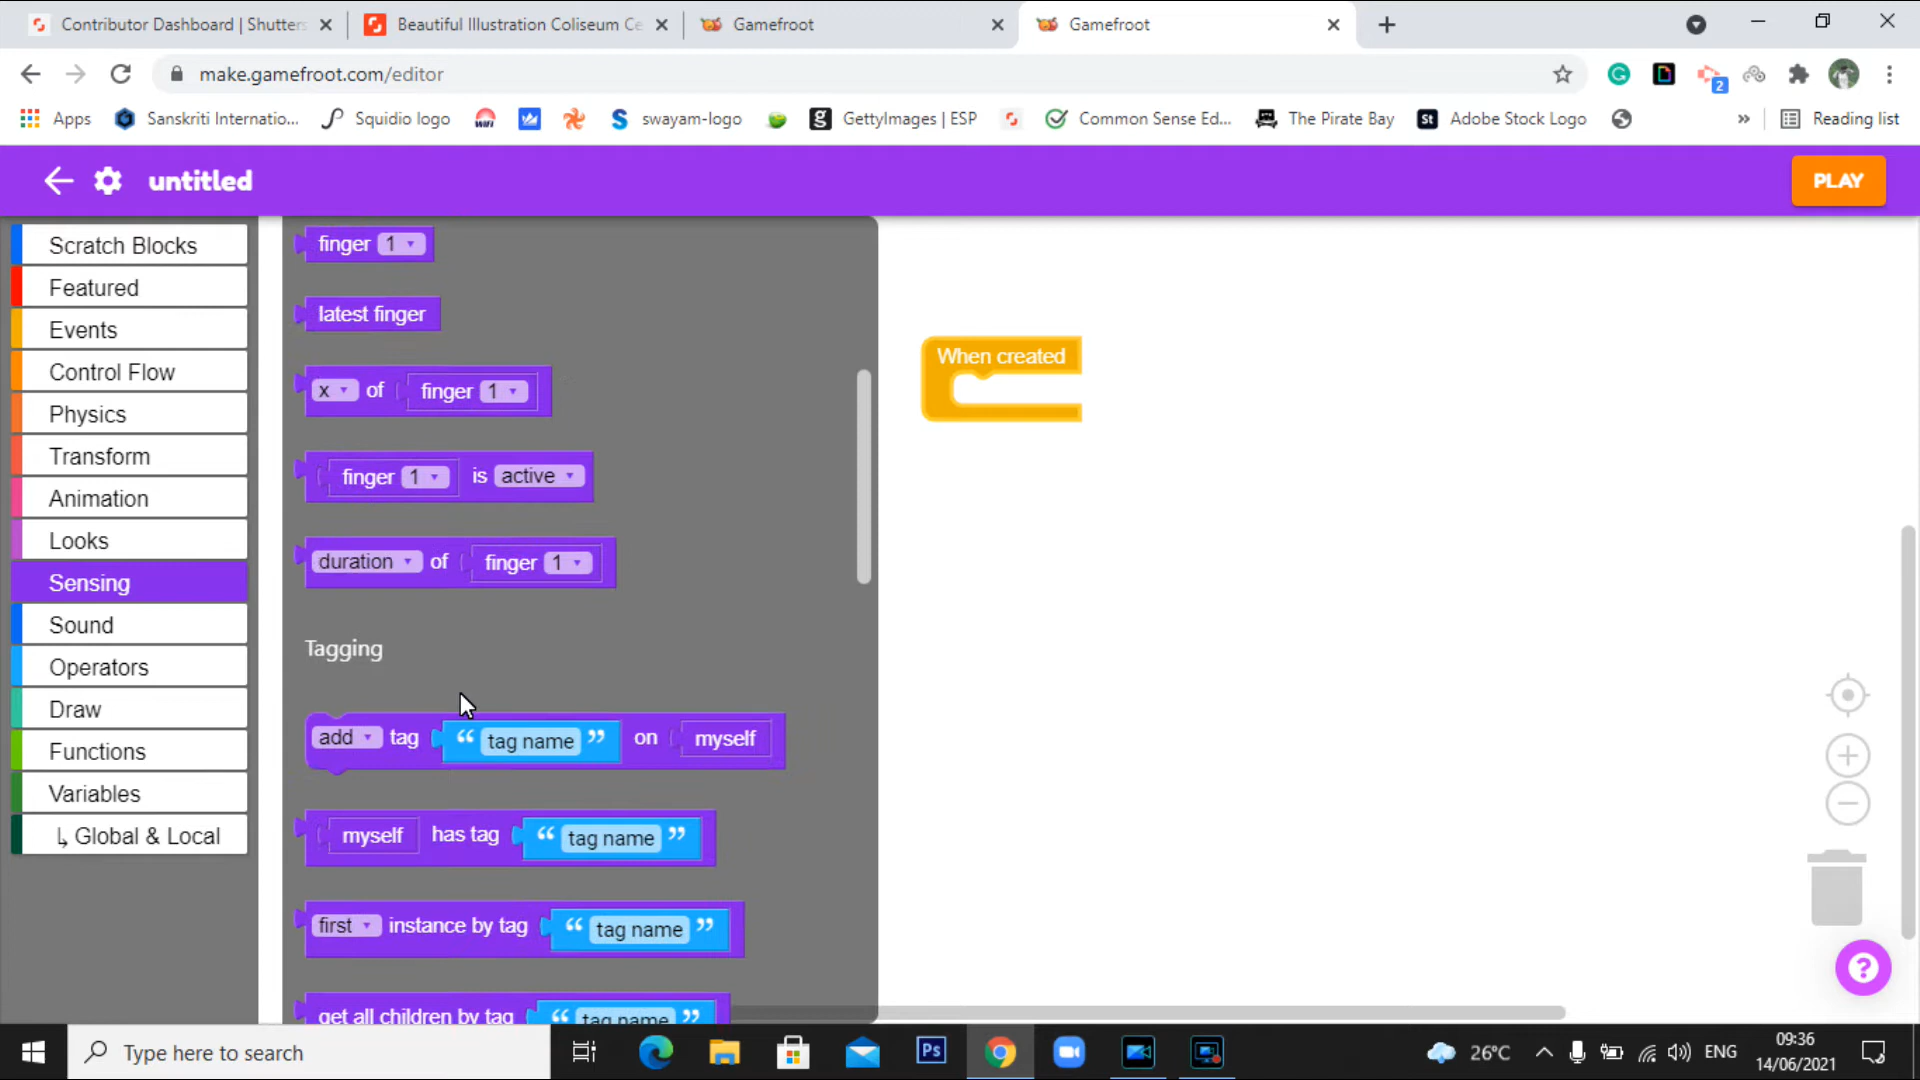 Contributor Dashboard | Shutters
Beautiful Illustration Coliseum Ce
Gamefroot
Gamefroot
make.gamefroot.com/editor
2
Apps
Sanskriti Internatio...
Squidio logo
WiFi
swayam-logo
GettyImages | ESP
Common Sense Ed...
The Pirate Bay
St
Adobe Stock Logo
»
Reading list
untitled
PLAY
Scratch Blocks
Featured
Events
Control Flow
Physics
Transform
Animation
Looks
Sensing
Sound
Operators
Draw
Functions
Variables
↳ Global & Local
finger 1
latest finger
x of finger 1
finger 1 is active
duration of finger 1
Tagging
add tag “ tag name ” on myself
myself has tag “ tag name ”
first instance by tag “ tag name ”
get all children by tag “ tag name ”
When created
?
Type here to search
Ps
26°C
ENG
09:36
14/06/2021